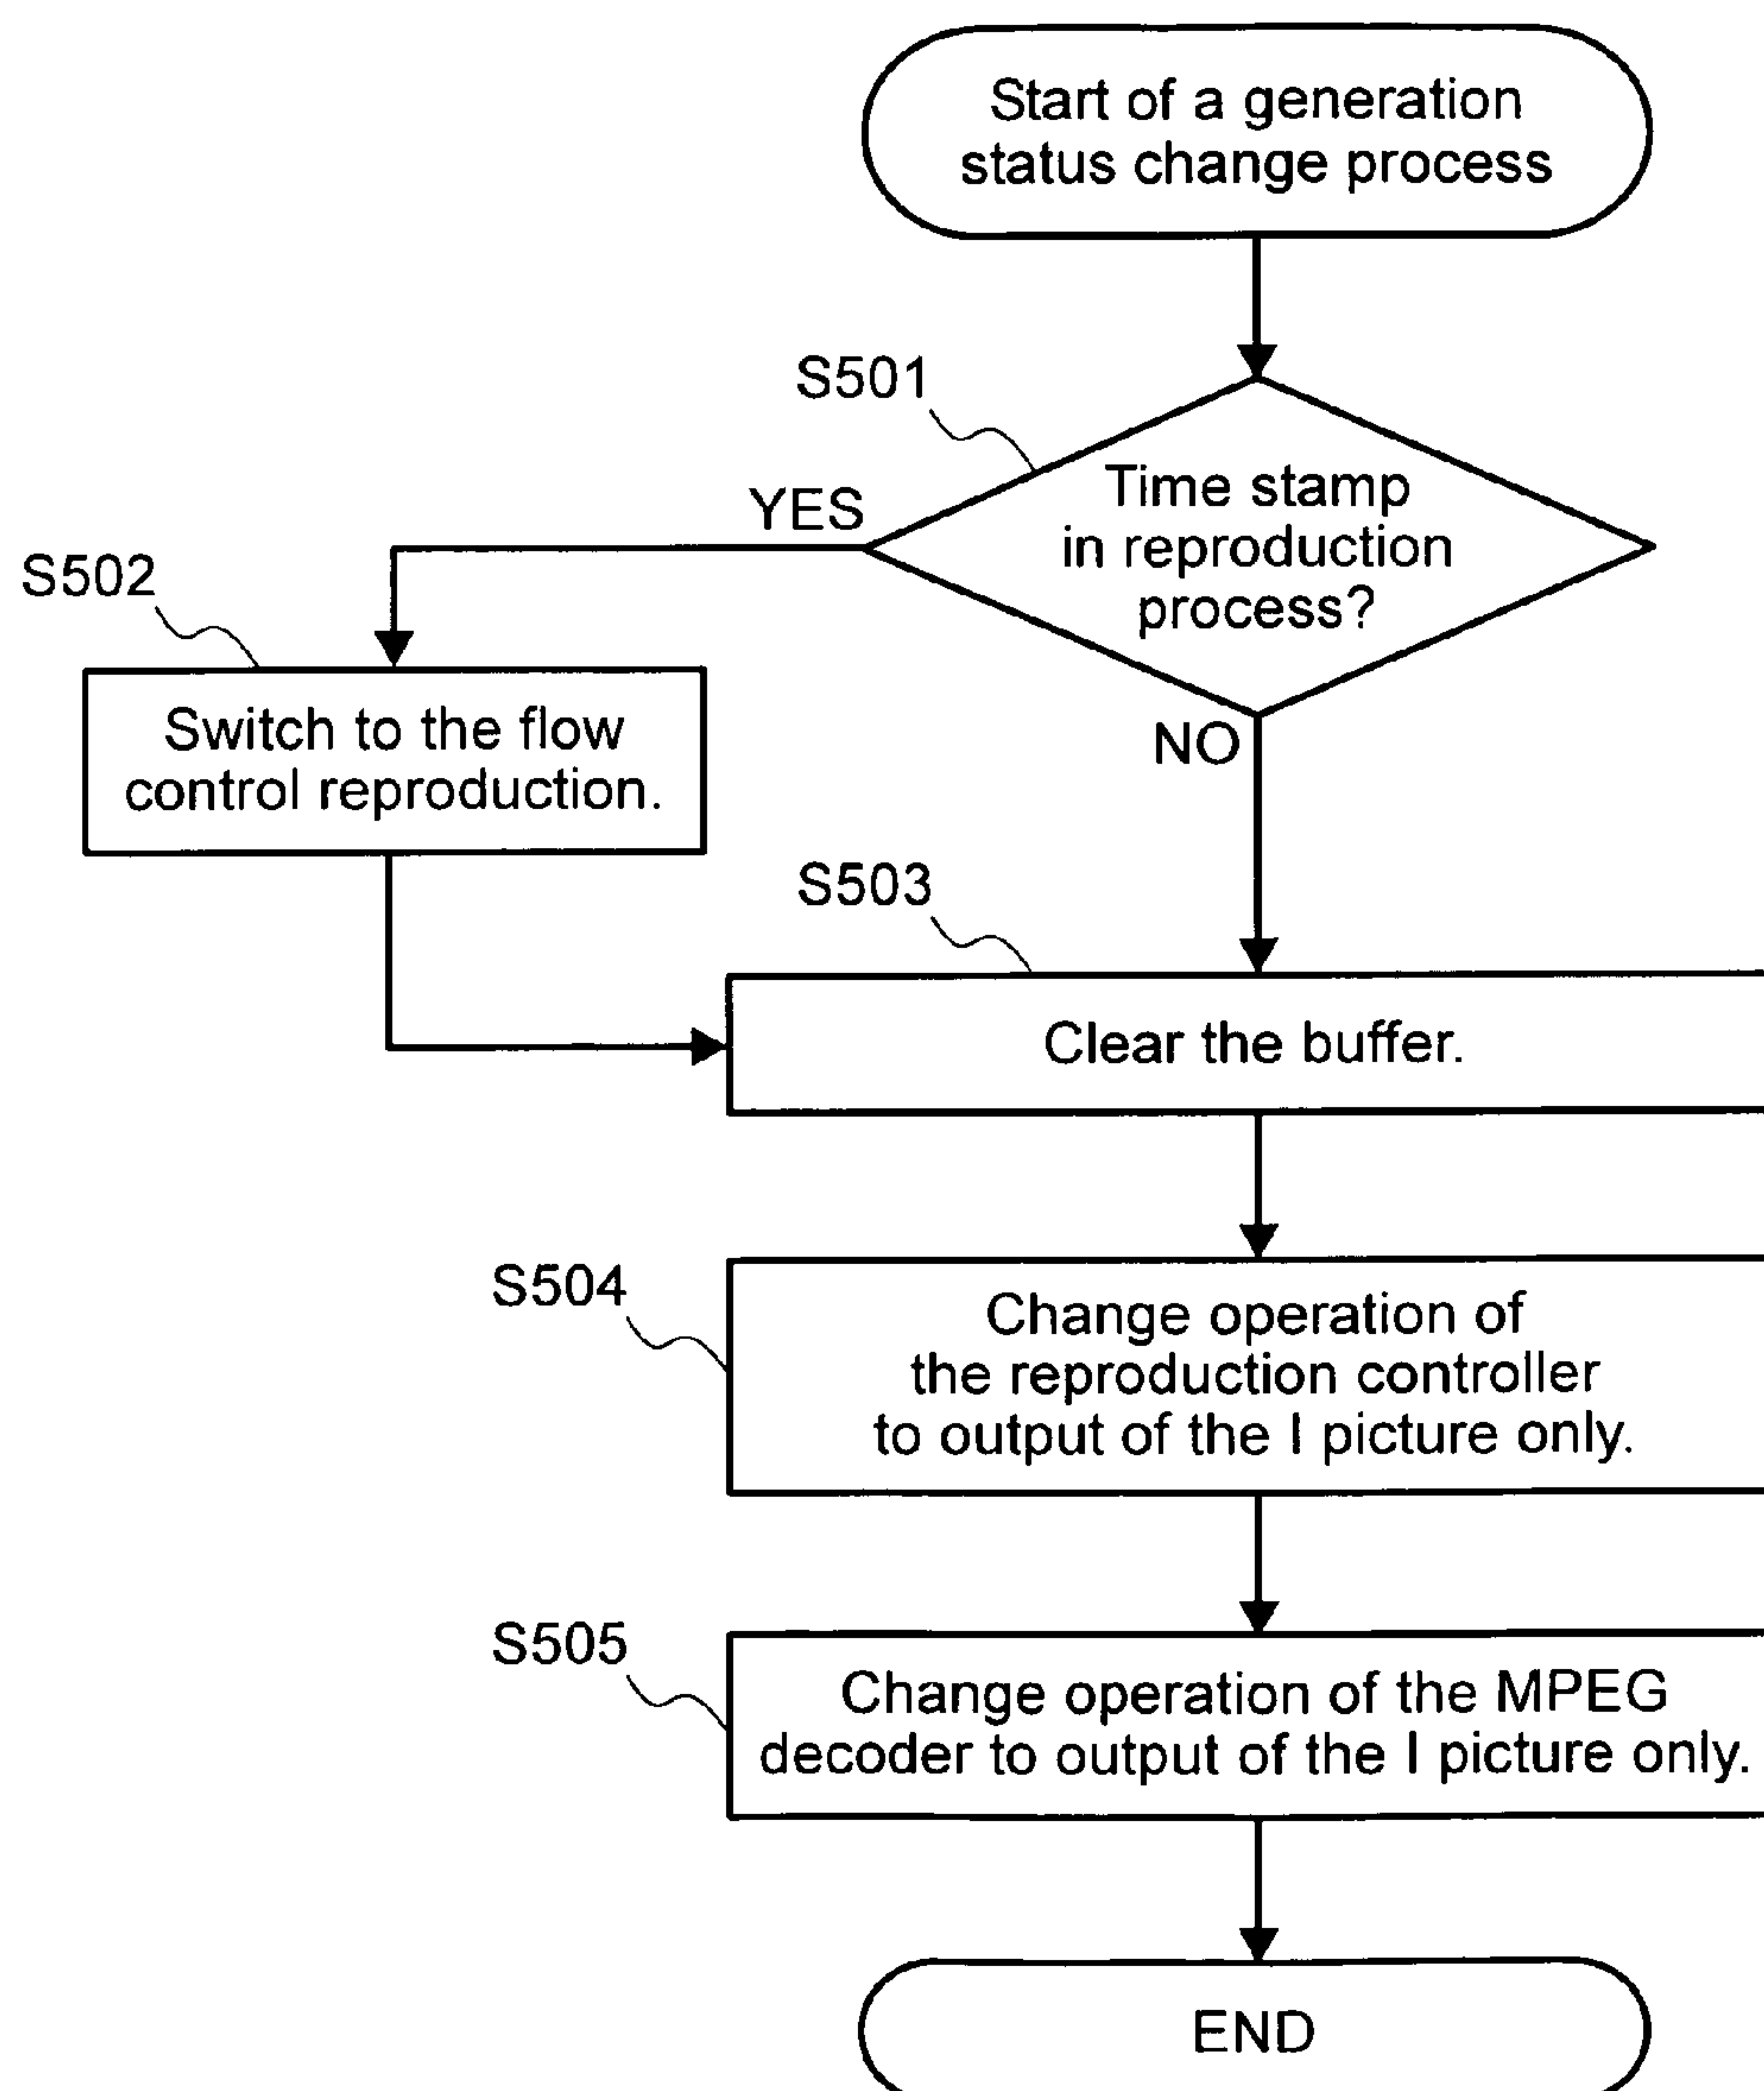 Start of a generation
status change process
S501
Time stamp
in reproduction
process?
YES
NO
S502
Switch to the flow
control reproduction.
S503
Clear the buffer.
S504
Change operation of
the reproduction controller
to output of the I picture only.
S505
Change operation of the MPEG
decoder to output of the I picture only.
END